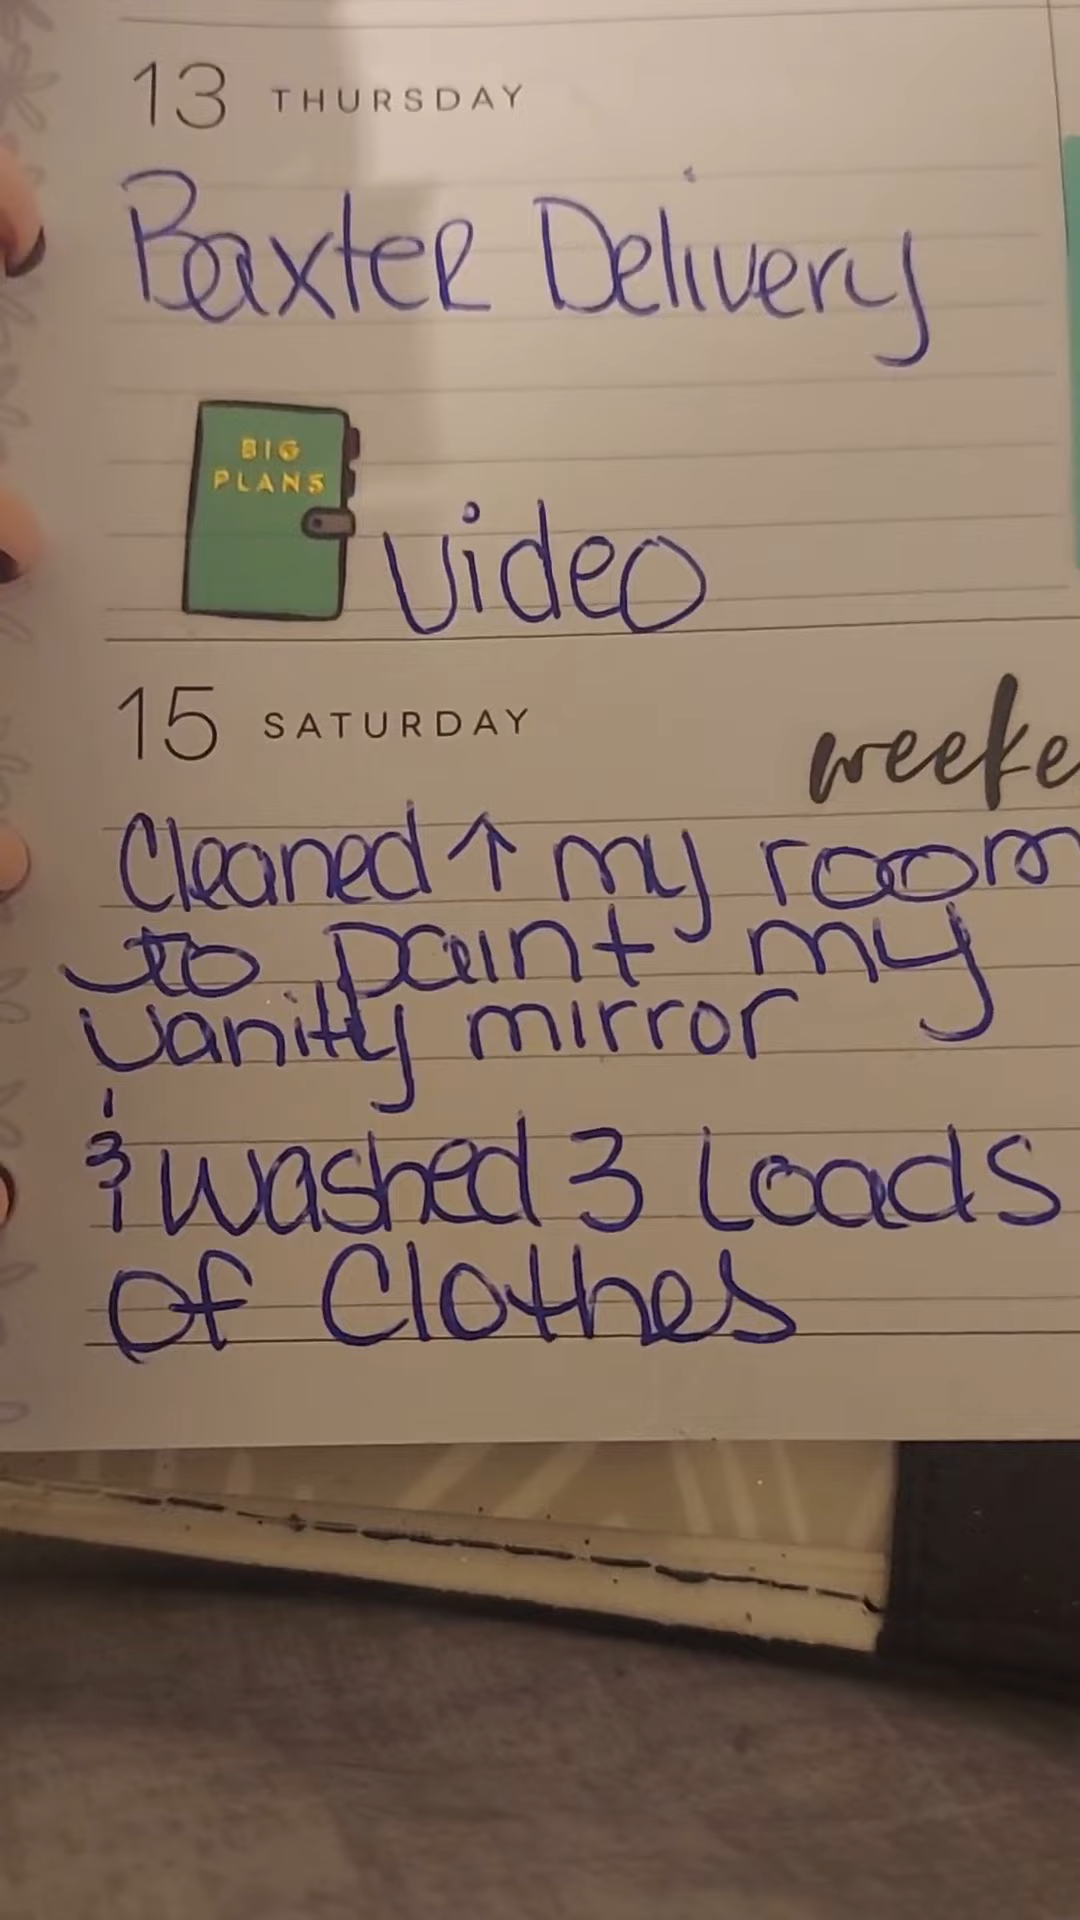 13 THURSDAY
Baxter Delivery
BIG
PLANS
Video
15 SATURDAY
weeke
Cleaned ↑ my room
to paint my
vanity mirror
& washed 3 Loads
of Clothes